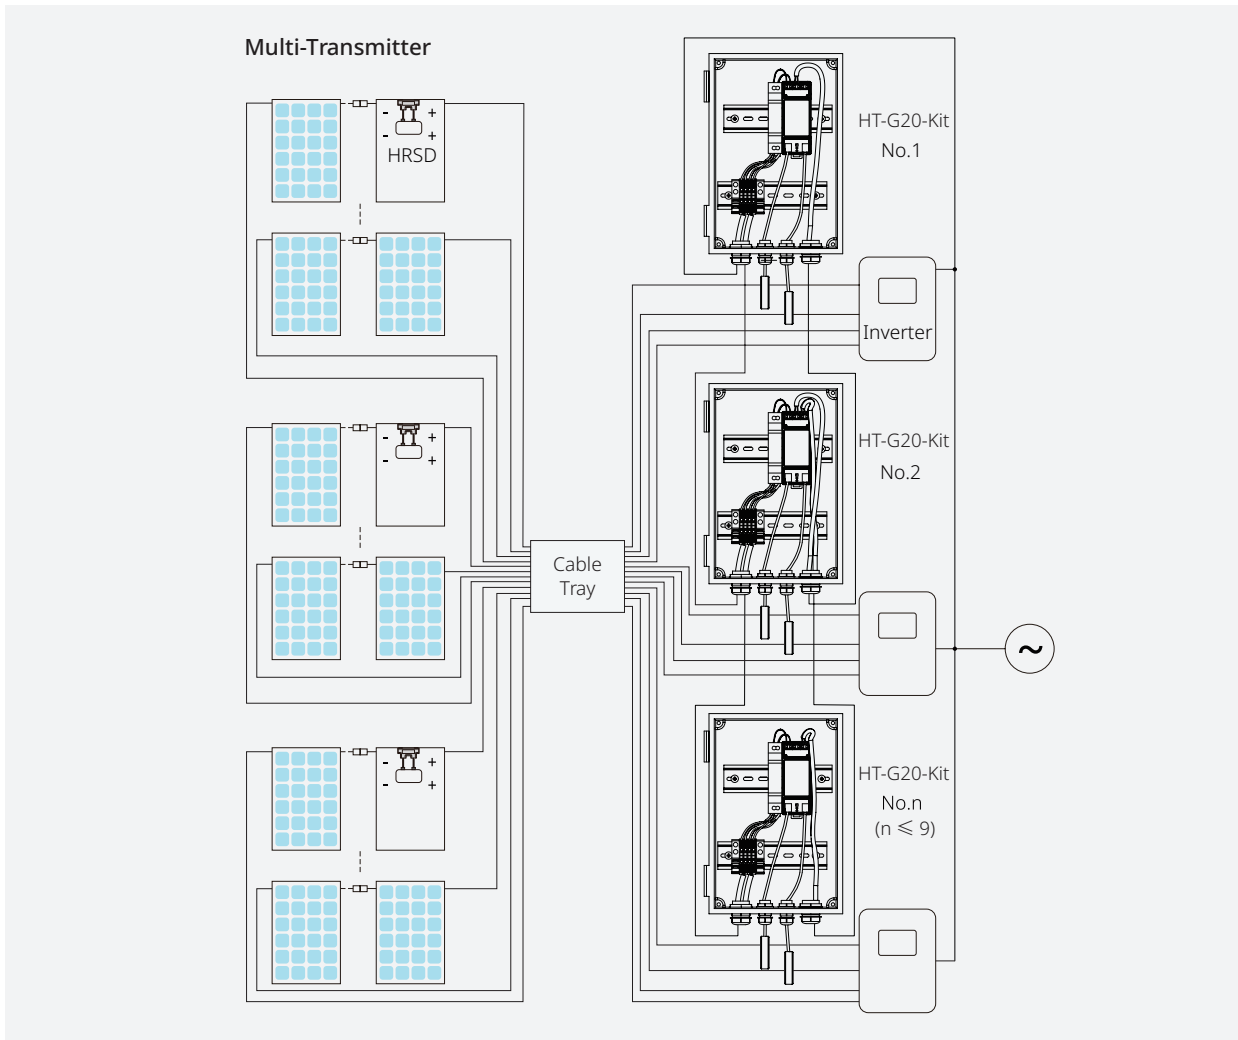 Multi-Transmitter
HT-G20-Kit
No.1
- +
- +
HRSD
Inverter
HT-G20-Kit
No.2
- +
- +
Cable
Tray
~
HT-G20-Kit
No.n
(n ⩽ 9)
- +
- +